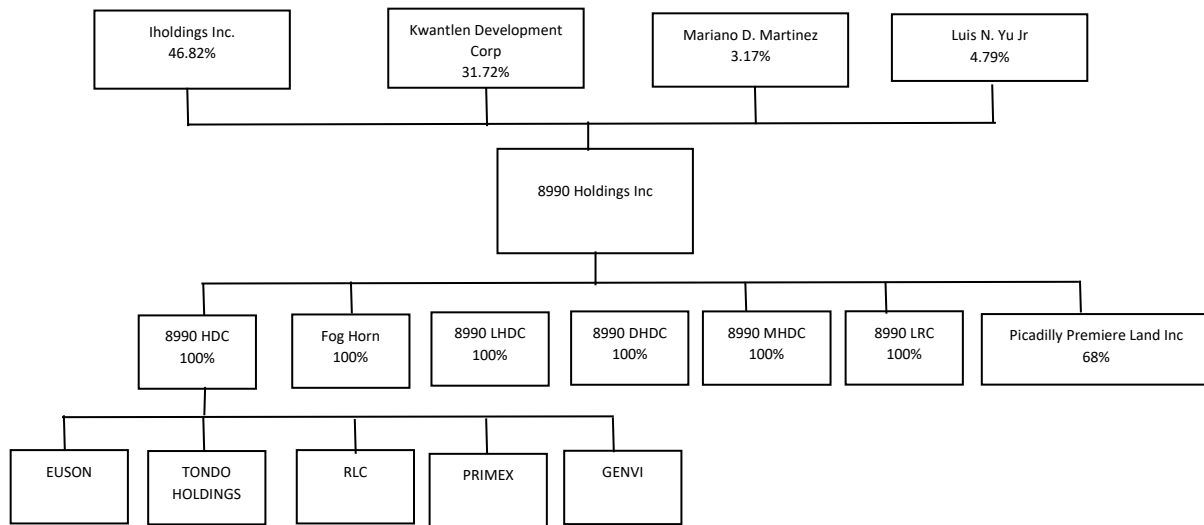 Iholdings Inc.
46.82%
Kwantlen Development
Corp
31.72%
Mariano D. Martinez
3.17%
Luis N. Yu Jr
4.79%
8990 Holdings Inc
8990 HDC
100%
Fog Horn
100%
8990 LHDC
100%
8990 DHDC
100%
8990 MHDC
100%
8990 LRC
100%
Picadilly Premiere Land Inc
68%
EUSON
TONDO
HOLDINGS
RLC
PRIMEX
GENVI